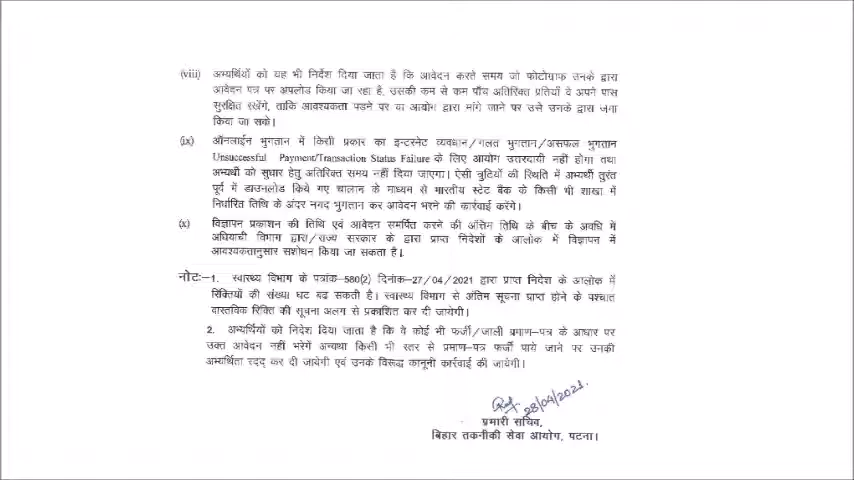 (viii) अभ्यर्थियों को यह भी निर्देश दिया जाता है कि आवेदन करते समय जो फोटोग्राफ उनके द्वारा
आवेदन पत्र पर अपलोड किया जा रहा है, उसकी कम से कम पाँच अतिरिक्त प्रतियाँ वे अपने पास
सुरक्षित रखेंगे, ताकि आवश्यकता पड़ने पर या आयोग द्वारा मांगे जाने पर उसे उनके द्वारा जमा
किया जा सके।
(ix) ऑनलाईन भुगतान में किसी प्रकार का इन्टरनेट व्यवधान/गलत भुगतान/असफल भुगतान
Unsuccessful Payment/Transaction Status Failure के लिए आयोग उत्तरदायी नहीं होगा तथा
अभ्यर्थी को सुधार हेतु अतिरिक्त समय नहीं दिया जाएगा। ऐसी त्रुटियों की स्थिति में अभ्यर्थी तुरंत
पूर्व में डाउनलोड किये गए चालान के माध्यम से भारतीय स्टेट बैंक के किसी भी शाखा में
निर्धारित तिथि के अंदर नगद भुगतान कर आवेदन भरने की कार्रवाई करेंगे।
(x) विज्ञापन प्रकाशन की तिथि एवं आवेदन समर्पित करने की अंतिम तिथि के बीच के अवधि में
अधियाची विभाग द्वारा/राज्य सरकार के द्वारा प्राप्त निदेशों के आलोक में विज्ञापन में
आवश्यकतानुसार संशोधन किया जा सकता है।
नोट:–1. स्वास्थ्य विभाग के पत्रांक–580(2) दिनांक–27/04/2021 द्वारा प्राप्त निदेश के आलोक में
रिक्तियों की संख्या घट बढ़ सकती है। स्वास्थ्य विभाग से अंतिम सूचना प्राप्त होने के पश्चात
वास्तविक रिक्ति की सूचना अलग से प्रकाशित कर दी जायेगी।
2. अभ्यर्थियों को निदेश दिया जाता है कि वे कोई भी फर्जी/जाली प्रमाण–पत्र के आधार पर
उक्त आवेदन नहीं भरेंगें अन्यथा किसी भी स्तर से प्रमाण–पत्र फर्जी पाये जाने पर उनकी
अभ्यर्थिता रदद् कर दी जायेगी एवं उनके विरूद्ध कानूनी कार्रवाई की जायेगी।
28/04/2021.
प्रभारी सचिव,
बिहार तकनीकी सेवा आयोग, पटना।